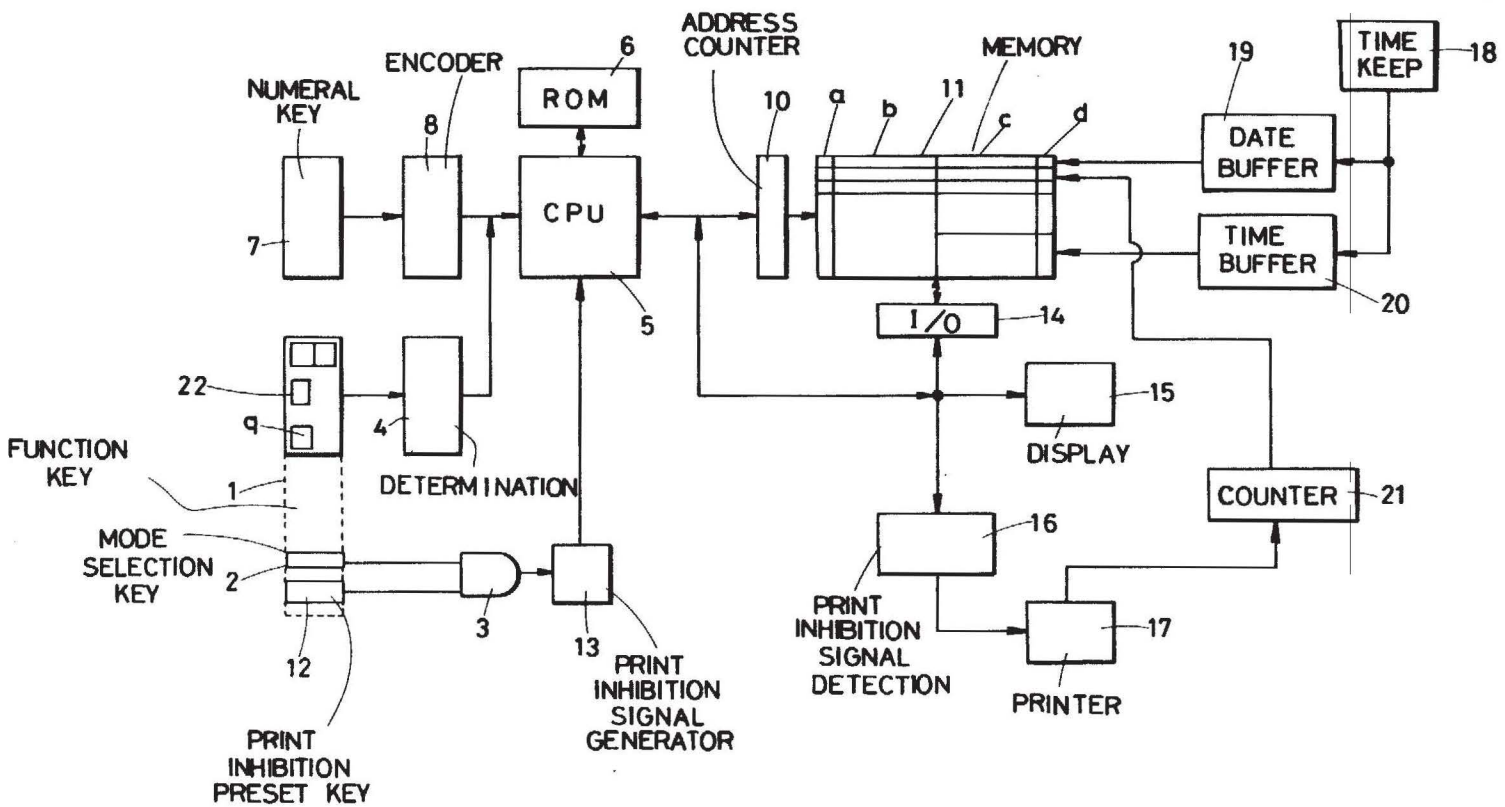 ADDRESS
COUNTER
MEMORY
TIME
KEEP
18
ENCODER
6
ROM
19
NUMERAL
KEY
8
10
a
b
11
c
d
DATE
BUFFER
CPU
7
5
TIME
BUFFER
20
I/O
14
22
q
4
15
DISPLAY
FUNCTION
KEY
1
DETERMINATION
COUNTER
21
MODE
SELECTION
KEY
2
3
13
12
16
PRINT
INHIBITION
SIGNAL
DETECTION
17
PRINTER
PRINT
INHIBITION
SIGNAL
GENERATOR
PRINT
INHIBITION
PRESET KEY